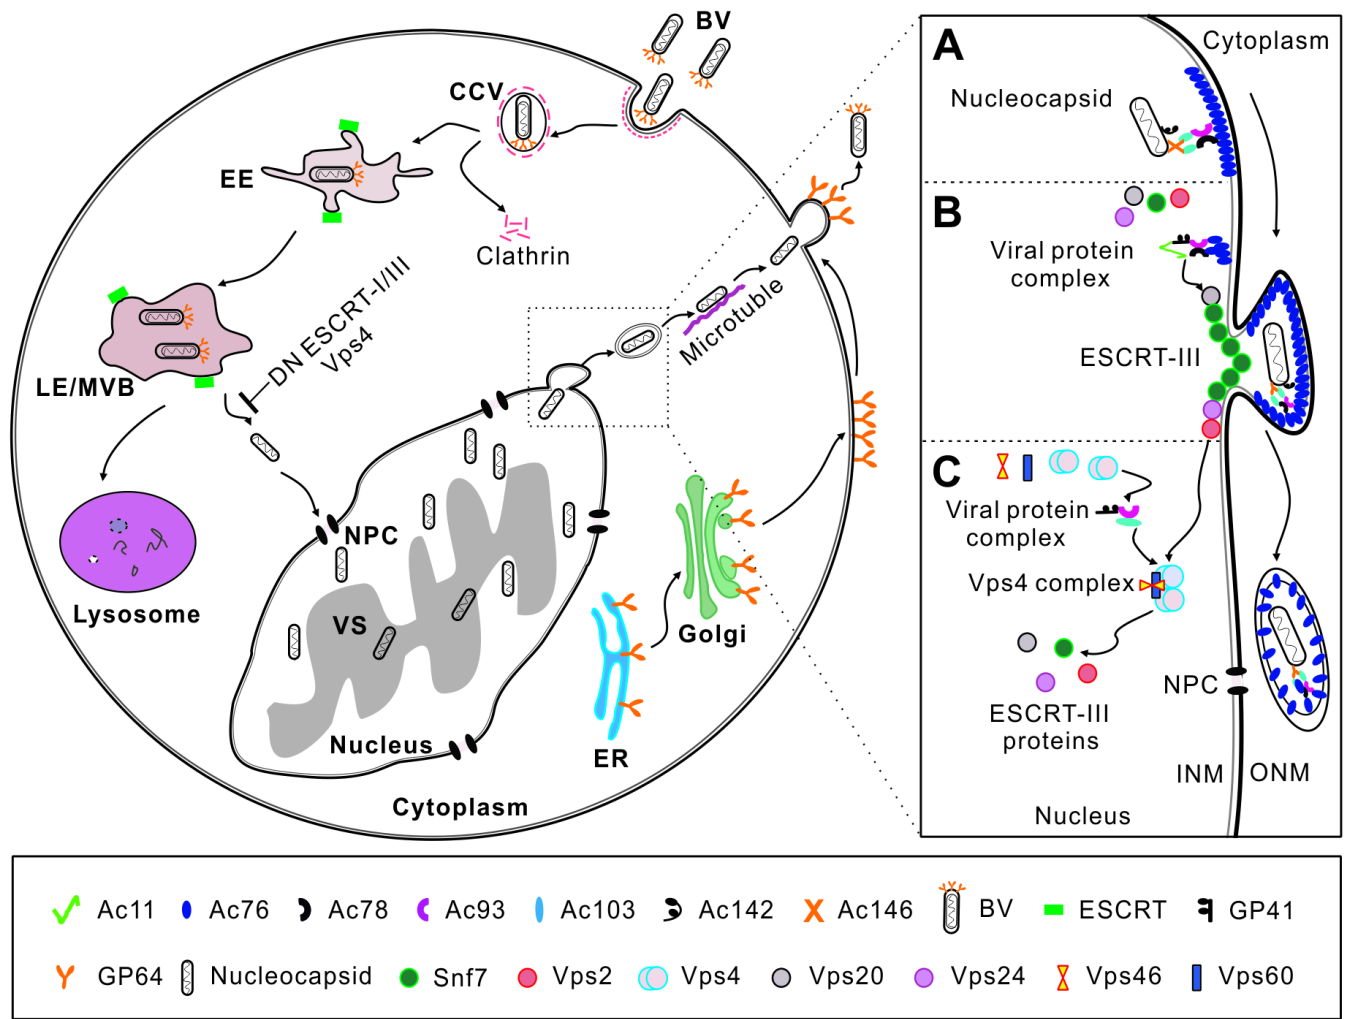 BV
CCV
EE
Clathrin
DN ESCRT-I/III
Vps4
LE/MVB
Microtuble
NPC
Lysosome
VS
Golgi
Nucleus
ER
Cytoplasm
A
Cytoplasm
Nucleocapsid
B
Viral protein
complex
ESCRT-III
C
Viral protein
complex
Vps4 complex
NPC
ESCRT-III
proteins
INM
ONM
Nucleus
Ac11 Ac76 Ac78 Ac93 Ac103 Ac142 Ac146 BV ESCRT GP41
GP64 Nucleocapsid Snf7 Vps2 Vps4 Vps20 Vps24 Vps46 Vps60